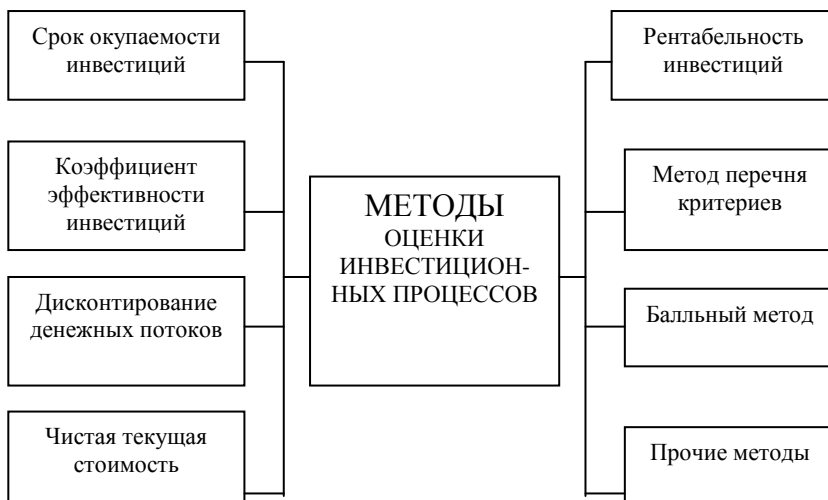 Срок окупаемости
инвестиций
Коэффициент
эффективности
инвестиций
Дисконтирование
денежных потоков
Чистая текущая
стоимость
МЕТОДЫ
ОЦЕНКИ
ИНВЕСТИЦИОН-
НЫХ ПРОЦЕССОВ
Рентабельность
инвестиций
Метод перечня
критериев
Балльный метод
Прочие методы